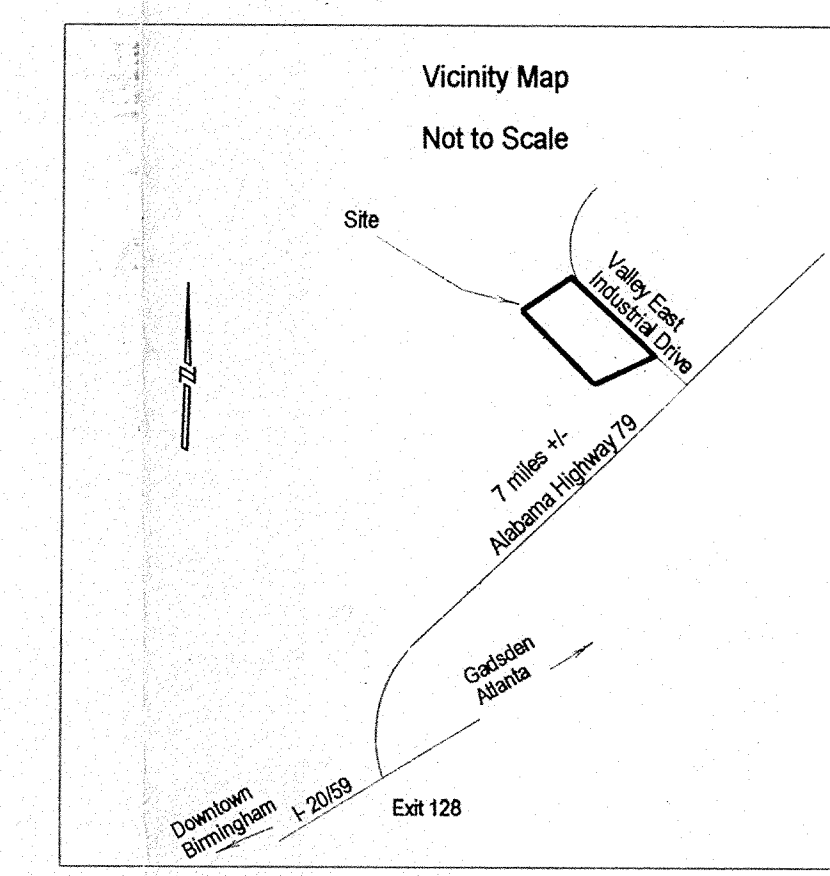 Vicinity Map
Not to Scale
Site
Valley East
Industrial Drive
N
7 miles +/-
Alabama Highway 79
Gadsden
Atlanta
Downtown
Birmingham
I- 20/59
Exit 128